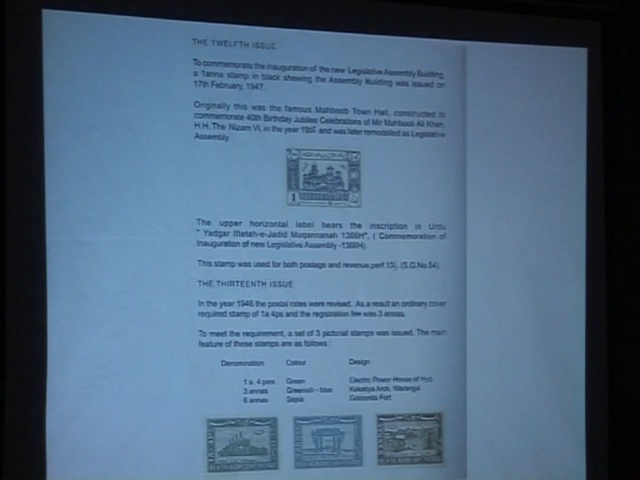 THE TWELFTH ISSUE
To commemorate the inauguration of the new Legislative Assembly Building,
a 1anna stamp in black showing the Assembly Building was issued on
17th February, 1947.
Originally this was the famous Mahboob Town Hall, constructed to
commemorate 40th Birthday Jubilee Celebrations of Mir Mahboob Ali Khan,
H.H. The Nizam VI, in the year and was later remodelled as Legislative
Assembly.
1
The upper horizontal label bears the inscription in Urdu
" Yadgar Iftetah-e-Jadid Muqannanah 1366H", ( Commemoration of
Inauguration of new Legislative Assembly -1366H).
This stamp was used for both postage and revenue.perf.13½. (S.G.No.54).
THE THIRTEENTH ISSUE
In the year 1946 the postal rates were revised. As a result an ordinary cover
required stamp of 1a 4ps and the registration fee was 3 annas.
To meet the requirement, a set of 3 pictorial stamps was issued. The main
feature of these stamps are as follows :
Denomination Colour Design
1 a 4 pies Green Electric Power House of Hyd.
3 annas Greenish - blue Kakatiya Arch, Warangal
6 annas Sepia Golconda Fort